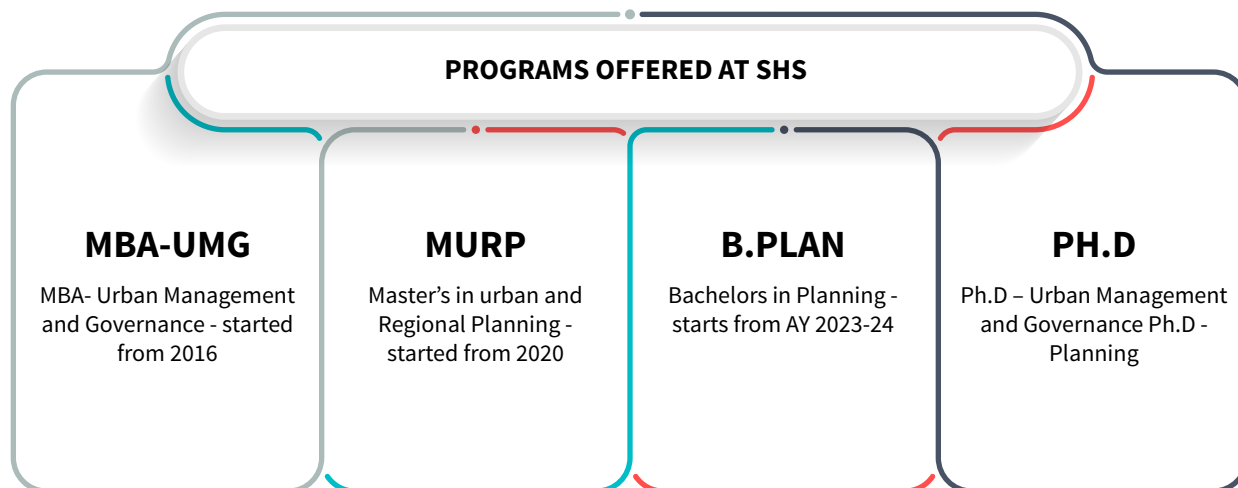 PROGRAMS OFFERED AT SHS
MBA-UMG
MBA- Urban Management
and Governance - started
from 2016
MURP
Master’s in urban and
Regional Planning -
started from 2020
B.PLAN
Bachelors in Planning -
starts from AY 2023-24
PH.D
Ph.D – Urban Management
and Governance Ph.D -
Planning